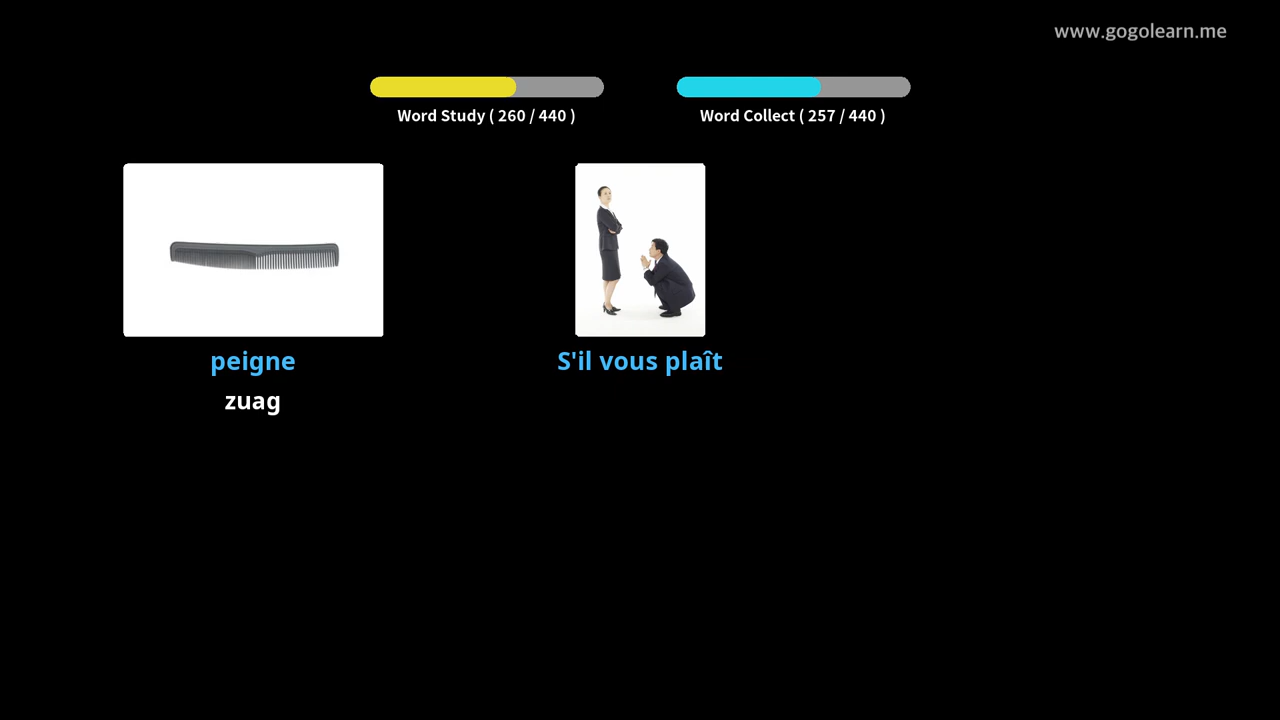 www.gogolearn.me
Word Study ( 260 / 440 )
Word Collect ( 257 / 440 )
peigne
zuag
S'il vous plaît